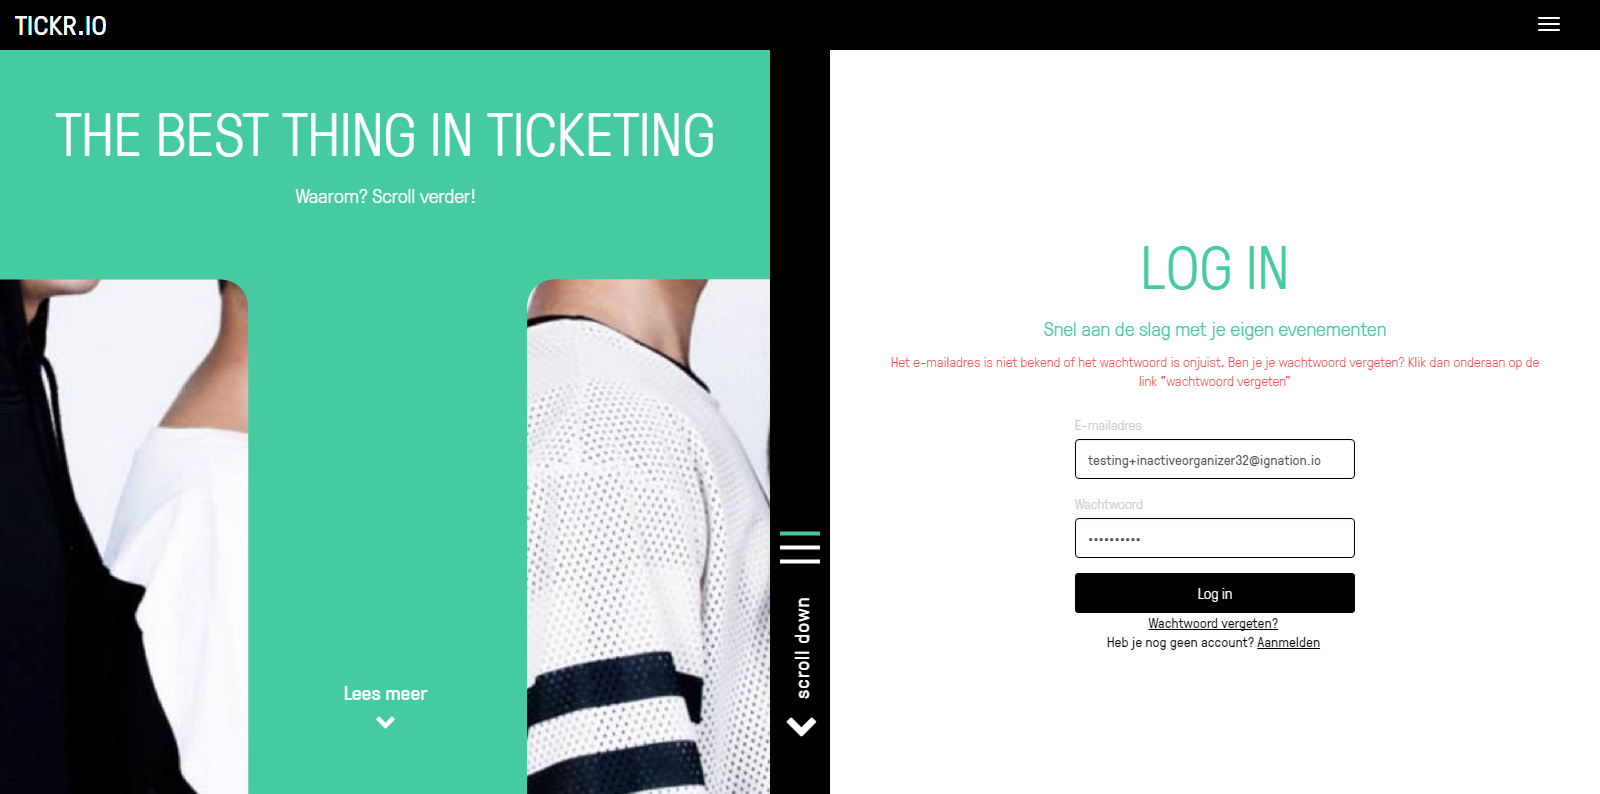 TICKR.IO
THE BEST THING IN TICKETING
Waarom? Scroll verder!
Lees meer
scroll down
LOG IN
Snel aan de slag met je eigen evenementen
Het e-mailadres is niet bekend of het wachtwoord is onjuist. Ben je je wachtwoord vergeten? Klik dan onderaan op de
link "wachtwoord vergeten"
E-mailadres
testing+inactiveorganizer32@ignation.io
Wachtwoord
Log in
Wachtwoord vergeten?
Heb je nog geen account? Aanmelden